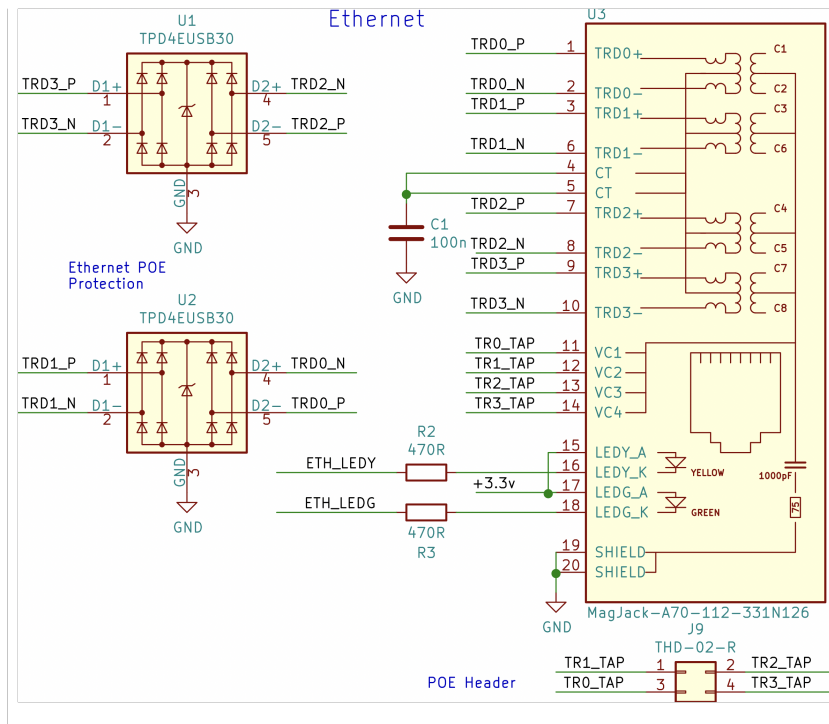 Ethernet
U1
TPD4EUSB30
TRD3_P
D1+
1
D2+
4
TRD2_N
TRD3_N
D1-
2
D2-
5
TRD2_P
GND
3
GND
Ethernet POE
Protection
U2
TPD4EUSB30
TRD1_P
D1+
1
D2+
4
TRD0_N
TRD1_N
D1-
2
D2-
5
TRD0_P
GND
3
GND
C1
100n
GND
U3
TRD0_P 1 TRD0+ C1
TRD0_N 2 TRD0- C2
TRD1_P 3 TRD1+ C3
TRD1_N 6 TRD1- C6
4 CT
5 CT
TRD2_P 7 TRD2+ C4
TRD2_N 8 TRD2- C5
TRD3_P 9 TRD3+ C7
TRD3_N 10 TRD3- C8
TR0_TAP 11 VC1
TR1_TAP 12 VC2
TR2_TAP 13 VC3
TR3_TAP 14 VC4
15 LEDY_A
R2
470R
ETH_LEDY 16 LEDY_K YELLOW
+3.3v 17 LEDG_A
ETH_LEDG 18 LEDG_K GREEN
470R
R3
1000pF
75
19 SHIELD
20 SHIELD
GND
MagJack-A70-112-331N126
J9
THD-02-R
POE Header
TR1_TAP 1 2 TR2_TAP
TR0_TAP 3 4 TR3_TAP